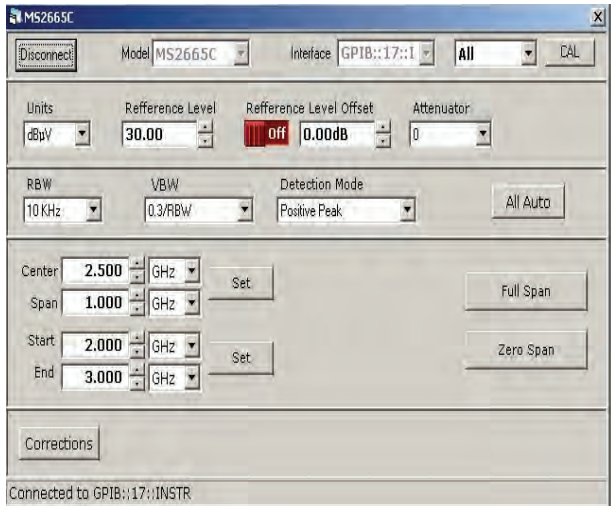 MS2665C
Disconnect Model MS2665C Interface GPIB::17::I All CAL
Units Refference Level Refference Level Offset Attenuator
dBµV 30.00 Off 0.00dB 0
RBW VBW Detection Mode
10 KHz 0.3/RBW Positive Peak All Auto
Center 2.500 GHz Set
Span 1.000 GHz Full Span
Start 2.000 GHz Set
End 3.000 GHz Zero Span
Corrections
Connected to GPIB::17::INSTR